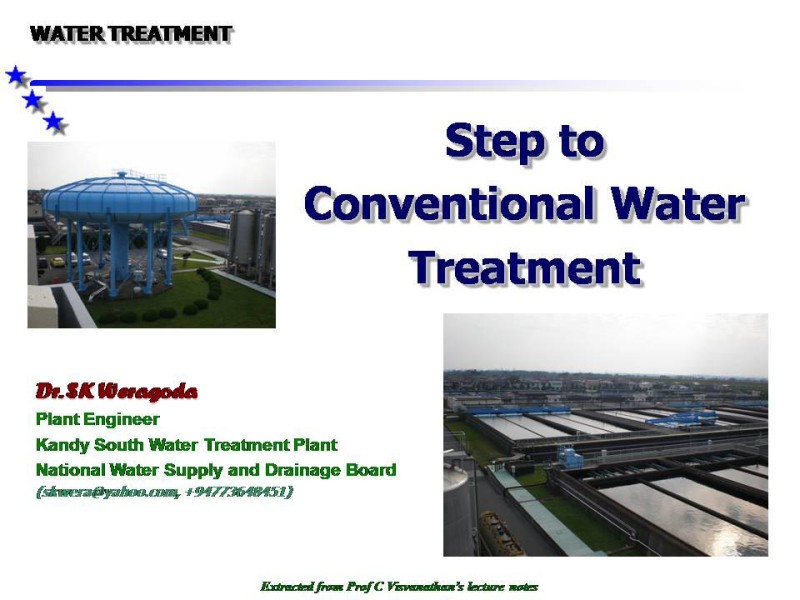 WATER TREATMENT
Step to
Conventional Water
Treatment
Dr. SK Weragoda
Plant Engineer
Kandy South Water Treatment Plant
National Water Supply and Drainage Board
(skwera@yahoo.com, +94773648451)
Extracted from Prof C Visvanathan's lecture notes